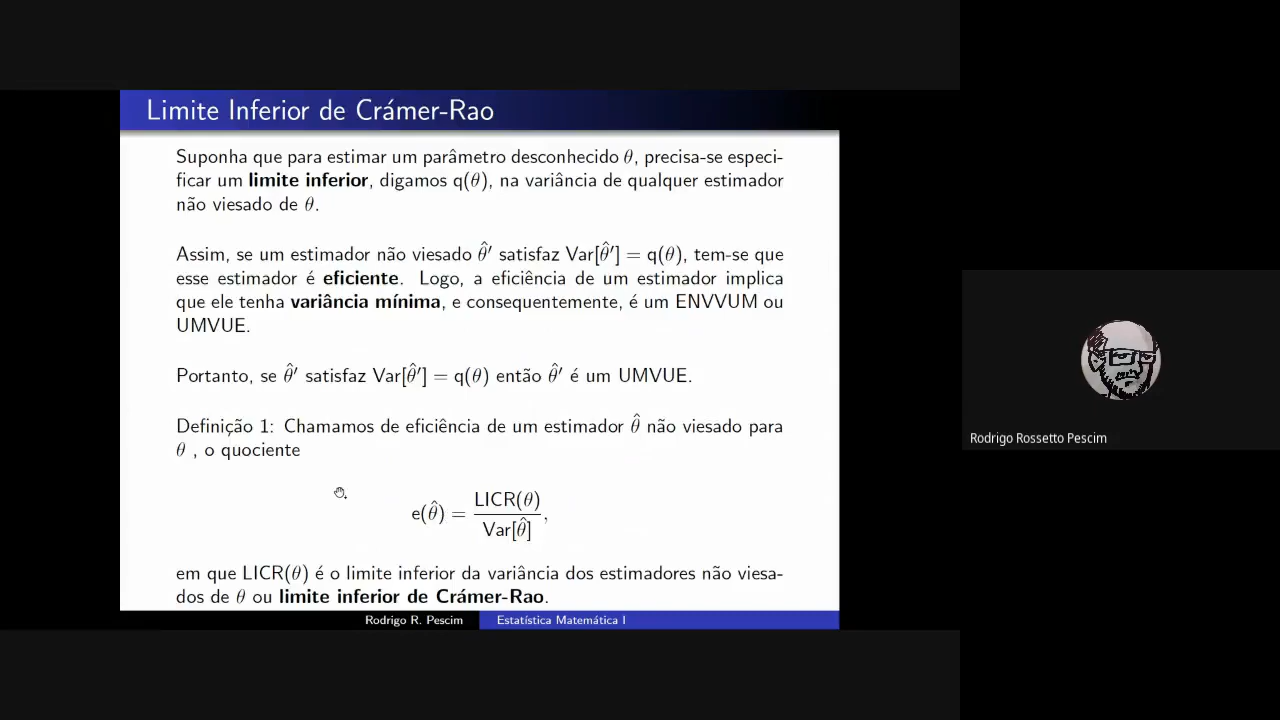 Limite Inferior de Crámer-Rao
Suponha que para estimar um parâmetro desconhecido θ, precisa-se especi-
ficar um limite inferior, digamos q(θ), na variância de qualquer estimador
não viesado de θ.
Assim, se um estimador não viesado θ̂′ satisfaz Var[θ̂′] = q(θ), tem-se que
esse estimador é eficiente. Logo, a eficiência de um estimador implica
que ele tenha variância mínima, e consequentemente, é um ENVVUM ou
UMVUE.
Portanto, se θ̂′ satisfaz Var[θ̂′] = q(θ) então θ̂′ é um UMVUE.
Definição 1: Chamamos de eficiência de um estimador θ̂ não viesado para
θ , o quociente
e(θ̂) = LICR(θ) / Var[θ̂],
em que LICR(θ) é o limite inferior da variância dos estimadores não viesa-
dos de θ ou limite inferior de Crámer-Rao.
Rodrigo R. Pescim
Estatística Matemática I
Rodrigo Rossetto Pescim